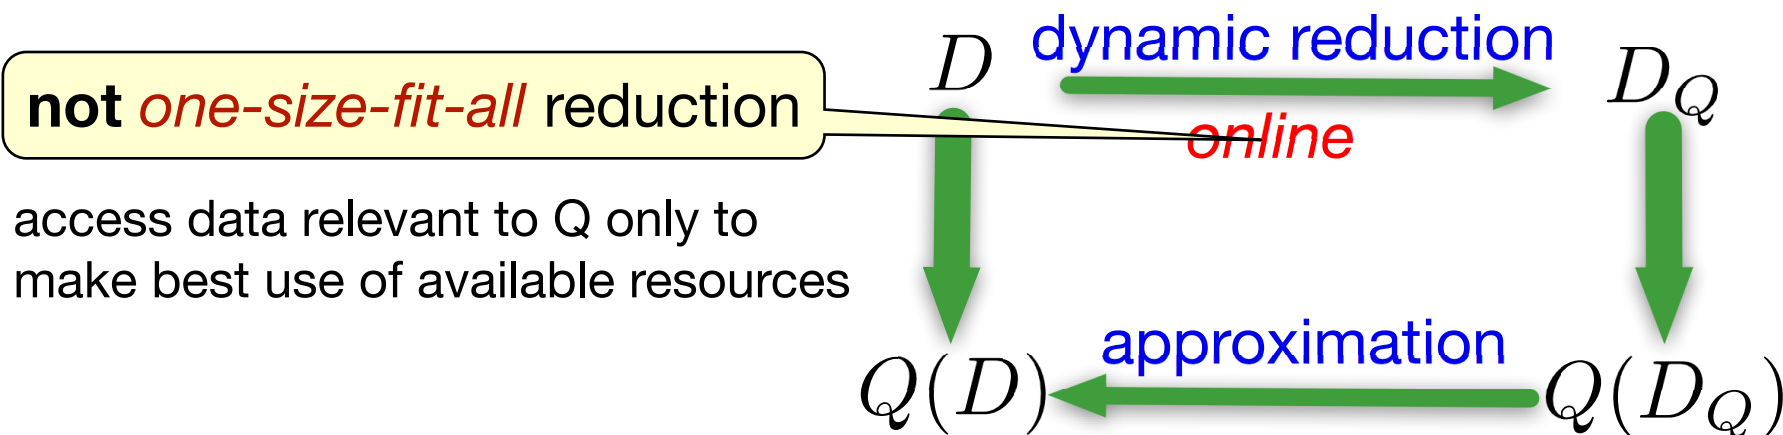 not one-size-fit-all reduction
access data relevant to Q only to
make best use of available resources
D
dynamic reduction
online
D_Q
Q(D)
approximation
Q(D_Q)